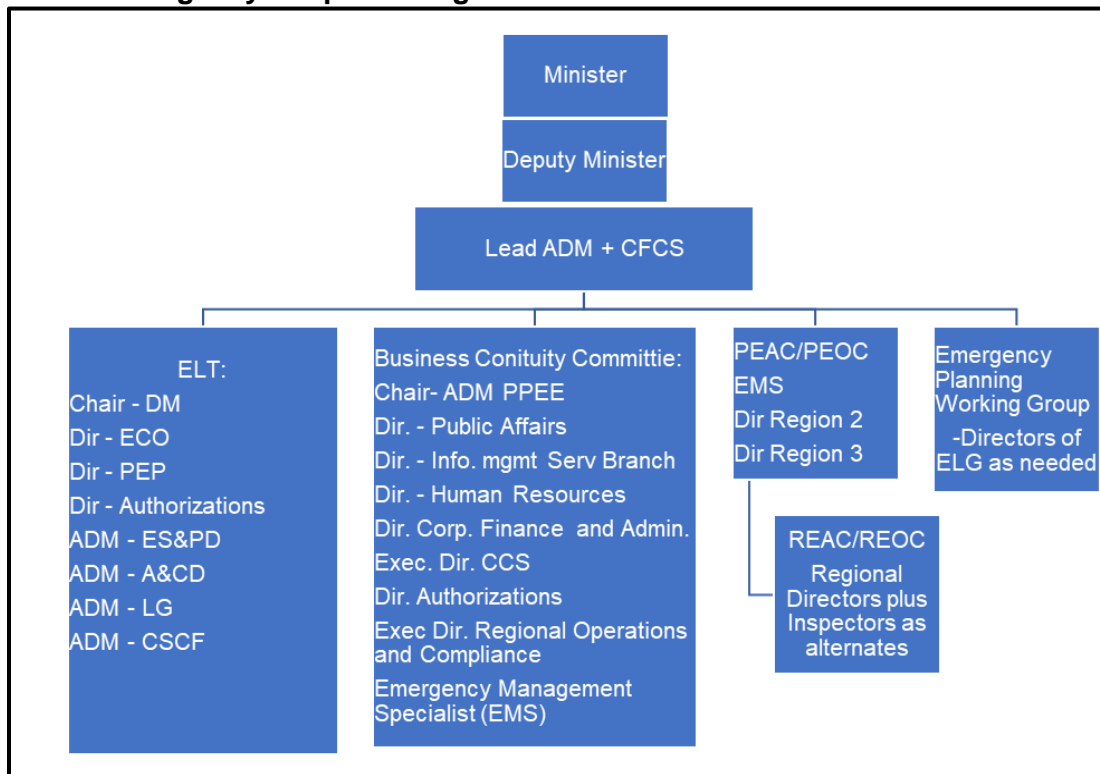 Minister
Deputy Minister
Lead ADM + CFCS
ELT:
Chair - DM
Dir - ECO
Dir - PEP
Dir - Authorizations
ADM - ES&PD
ADM - A&CD
ADM - LG
ADM - CSCF
Business Conituity Committie:
Chair- ADM PPEE
Dir. - Public Affairs
Dir. - Info. mgmt Serv Branch
Dir. - Human Resources
Dir. Corp. Finance and Admin.
Exec. Dir. CCS
Dir. Authorizations
Exec Dir. Regional Operations
and Compliance
Emergency Management
Specialist (EMS)
PEAC/PEOC
EMS
Dir Region 2
Dir Region 3
REAC/REOC
Regional
Directors plus
Inspectors as
alternates
Emergency
Planning
Working Group
-Directors of
ELG as needed